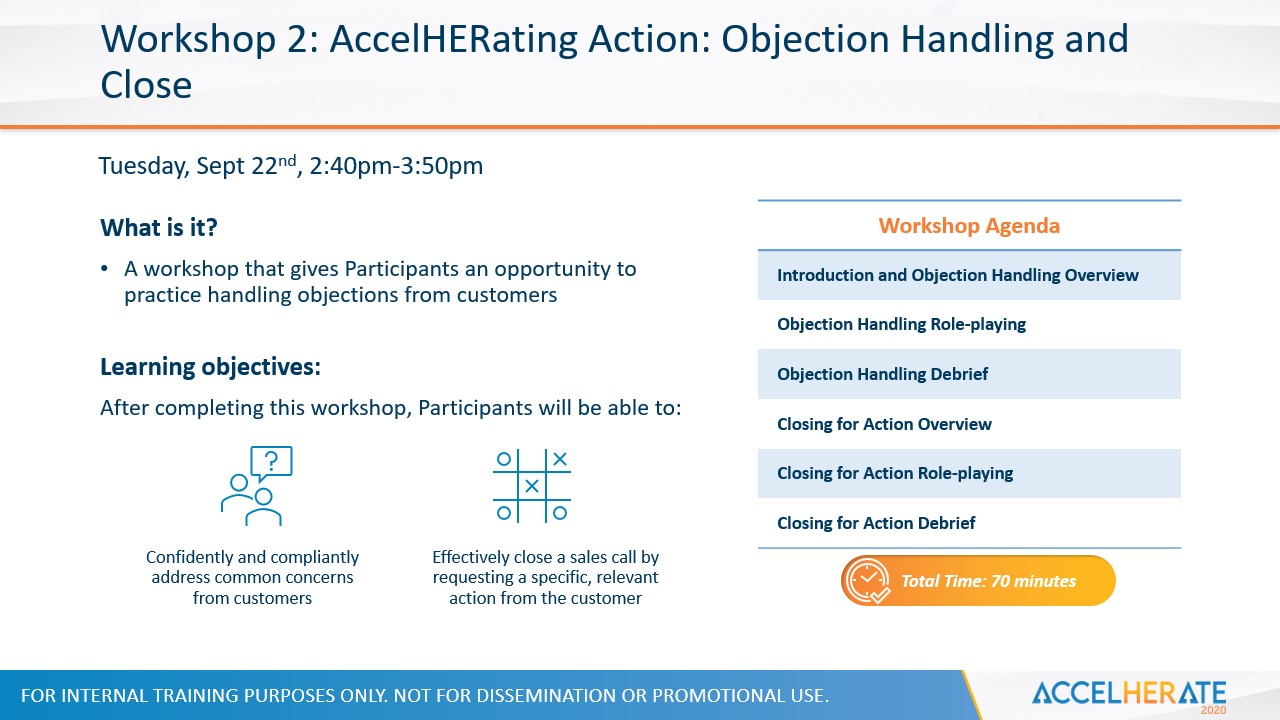 Workshop 2: AccelHERating Action: Objection Handling and
Close
Tuesday, Sept 22nd, 2:40pm-3:50pm
What is it?
• A workshop that gives Participants an opportunity to
practice handling objections from customers
Learning objectives:
After completing this workshop, Participants will be able to:
?
Confidently and compliantly
address common concerns
from customers
Effectively close a sales call by
requesting a specific, relevant
action from the customer
Workshop Agenda
Introduction and Objection Handling Overview
Objection Handling Role-playing
Objection Handling Debrief
Closing for Action Overview
Closing for Action Role-playing
Closing for Action Debrief
Total Time: 70 minutes
FOR INTERNAL TRAINING PURPOSES ONLY. NOT FOR DISSEMINATION OR PROMOTIONAL USE.
ACCELHERATE
2020